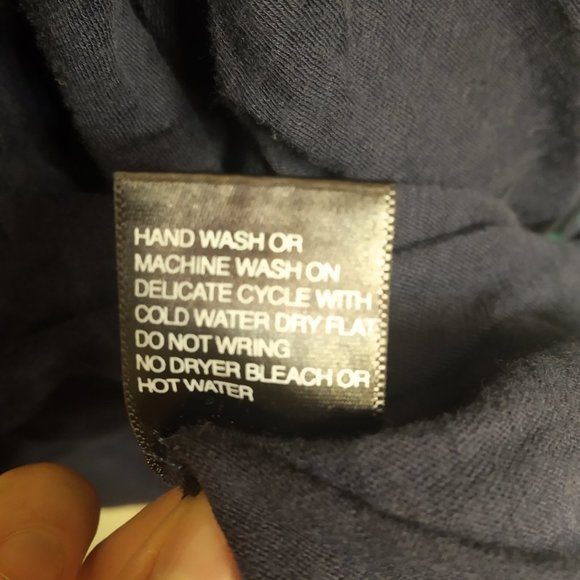 HAND WASH OR
MACHINE WASH ON
DELICATE CYCLE WITH
COLD WATER DRY FLAT
DO NOT WRING
NO DRYER BLEACH OR
HOT WATER